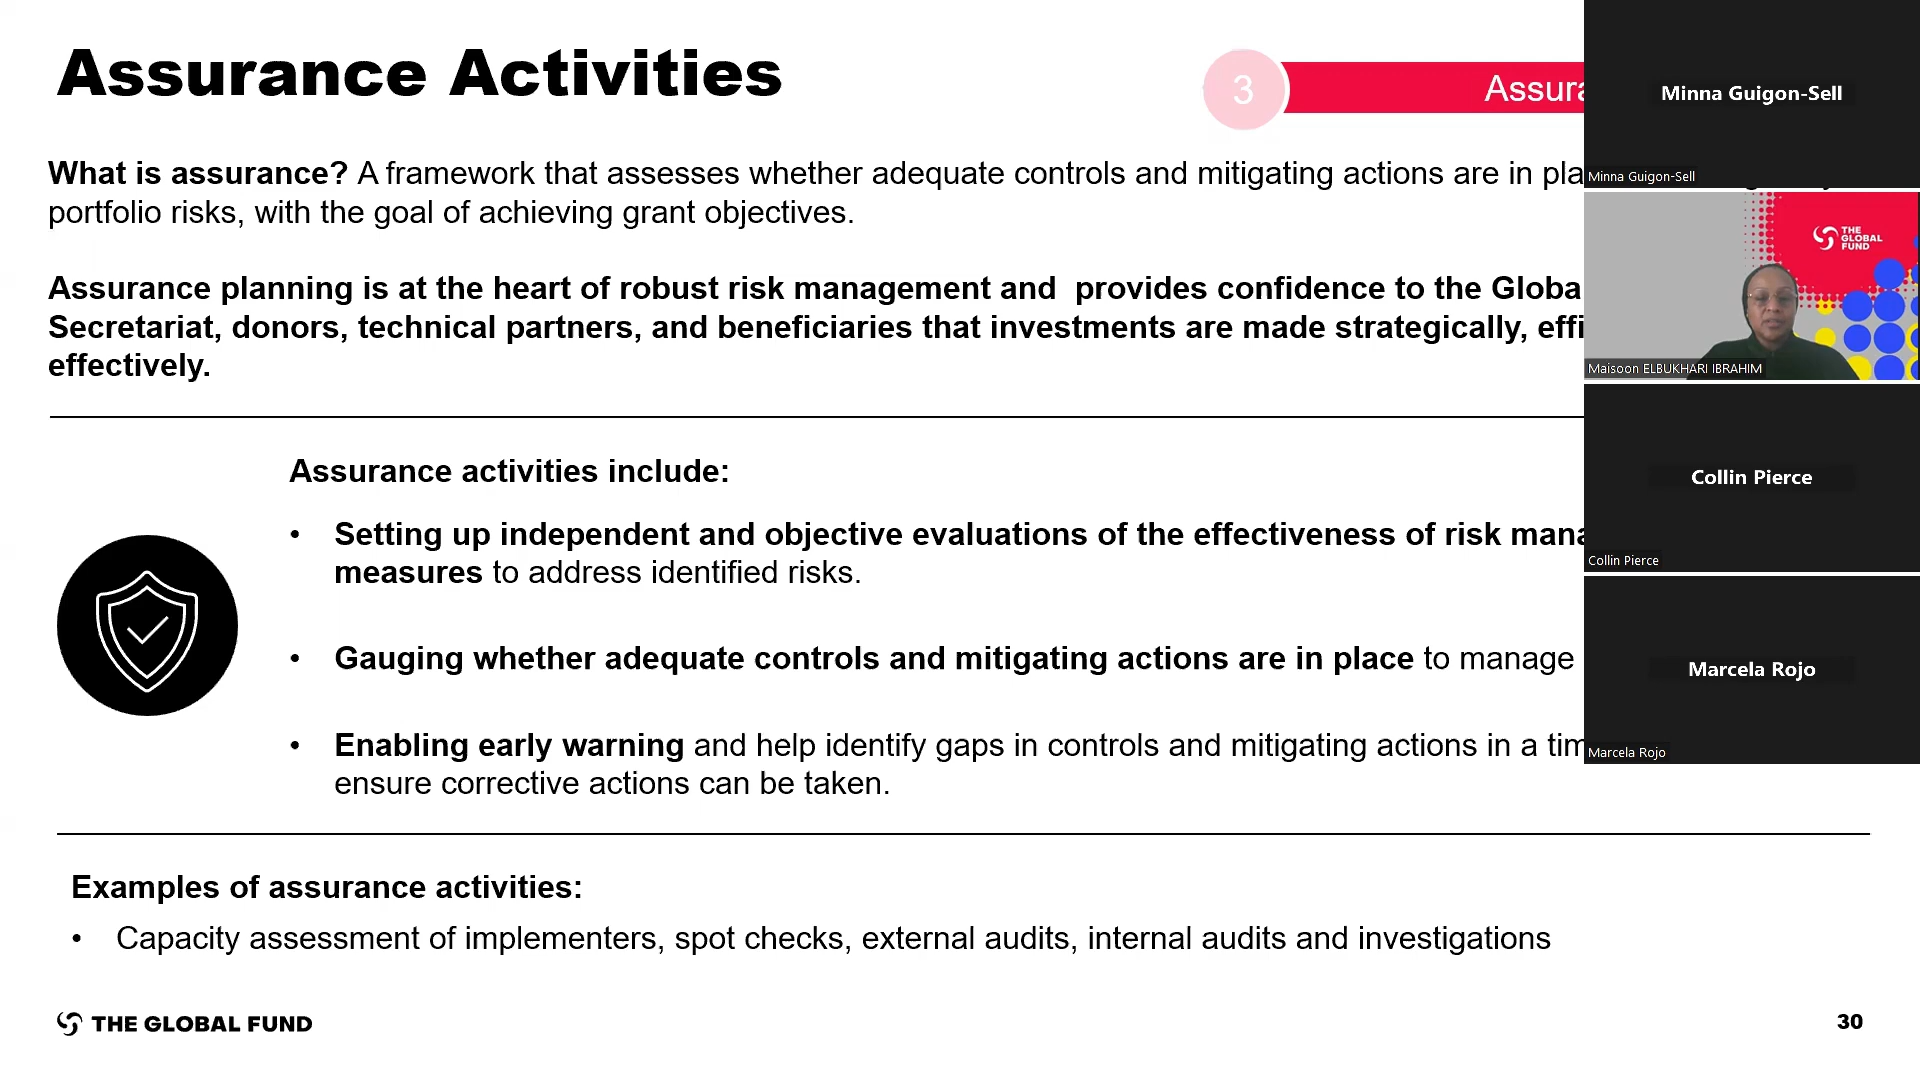 Assurance Activities
3
Assura
What is assurance? A framework that assesses whether adequate controls and mitigating actions are in pla
portfolio risks, with the goal of achieving grant objectives.
Assurance planning is at the heart of robust risk management and  provides confidence to the Globa
Secretariat, donors, technical partners, and beneficiaries that investments are made strategically, effi
effectively.
Assurance activities include:
• Setting up independent and objective evaluations of the effectiveness of risk mana
measures to address identified risks.
• Gauging whether adequate controls and mitigating actions are in place to manage
• Enabling early warning and help identify gaps in controls and mitigating actions in a tim
ensure corrective actions can be taken.
Examples of assurance activities:
• Capacity assessment of implementers, spot checks, external audits, internal audits and investigations
THE GLOBAL FUND
30
Minna Guigon-Sell
Minna Guigon-Sell
THE
GLOBAL
FUND
Maisoon ELBUKHARI IBRAHIM
Collin Pierce
Collin Pierce
Marcela Rojo
Marcela Rojo